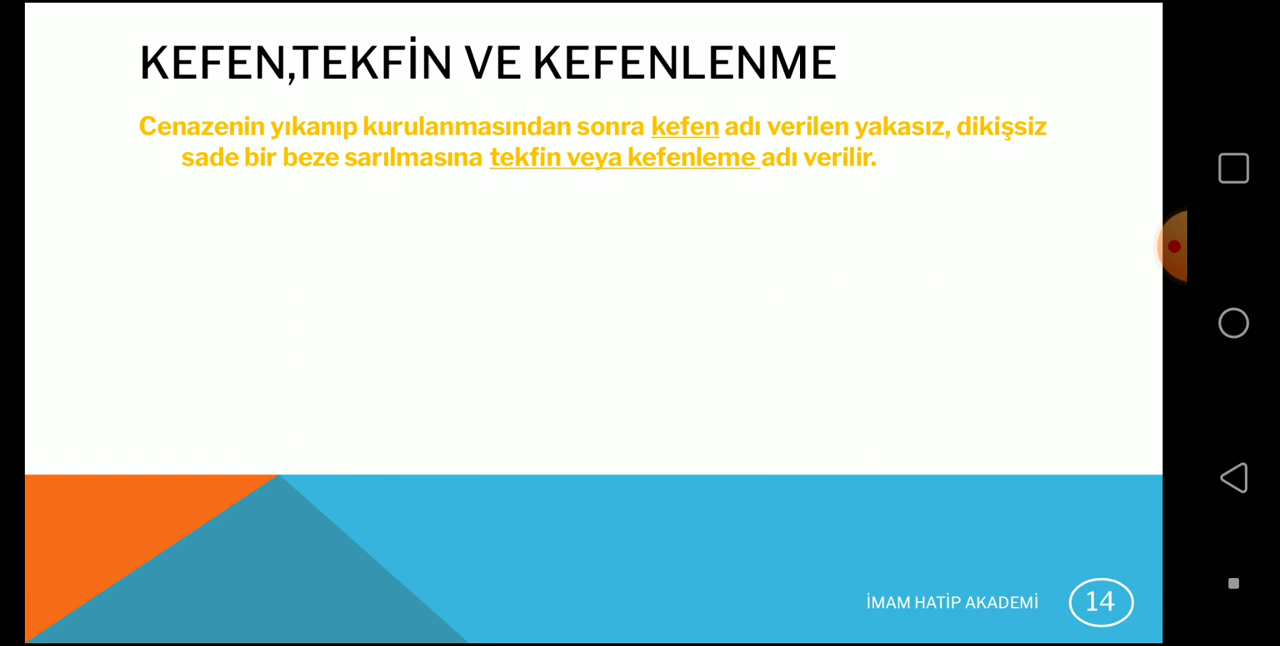 KEFEN,TEKFİN VE KEFENLENME
Cenazenin yıkanıp kurulanmasından sonra kefen adı verilen yakasız, dikişsiz
sade bir beze sarılmasına tekfin veya kefenleme adı verilir.
İMAM HATİP AKADEMİ
14